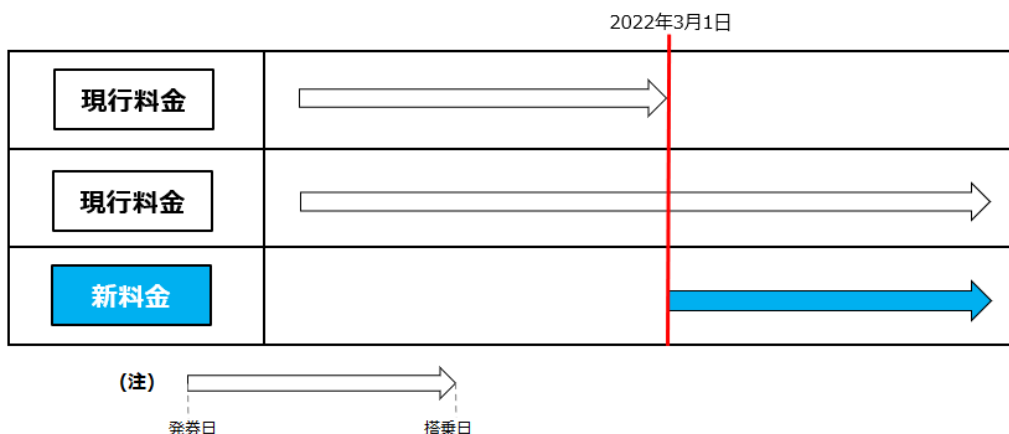 2022年3月1日
現行料金
現行料金
新料金
(注)
発券日
搭乗日